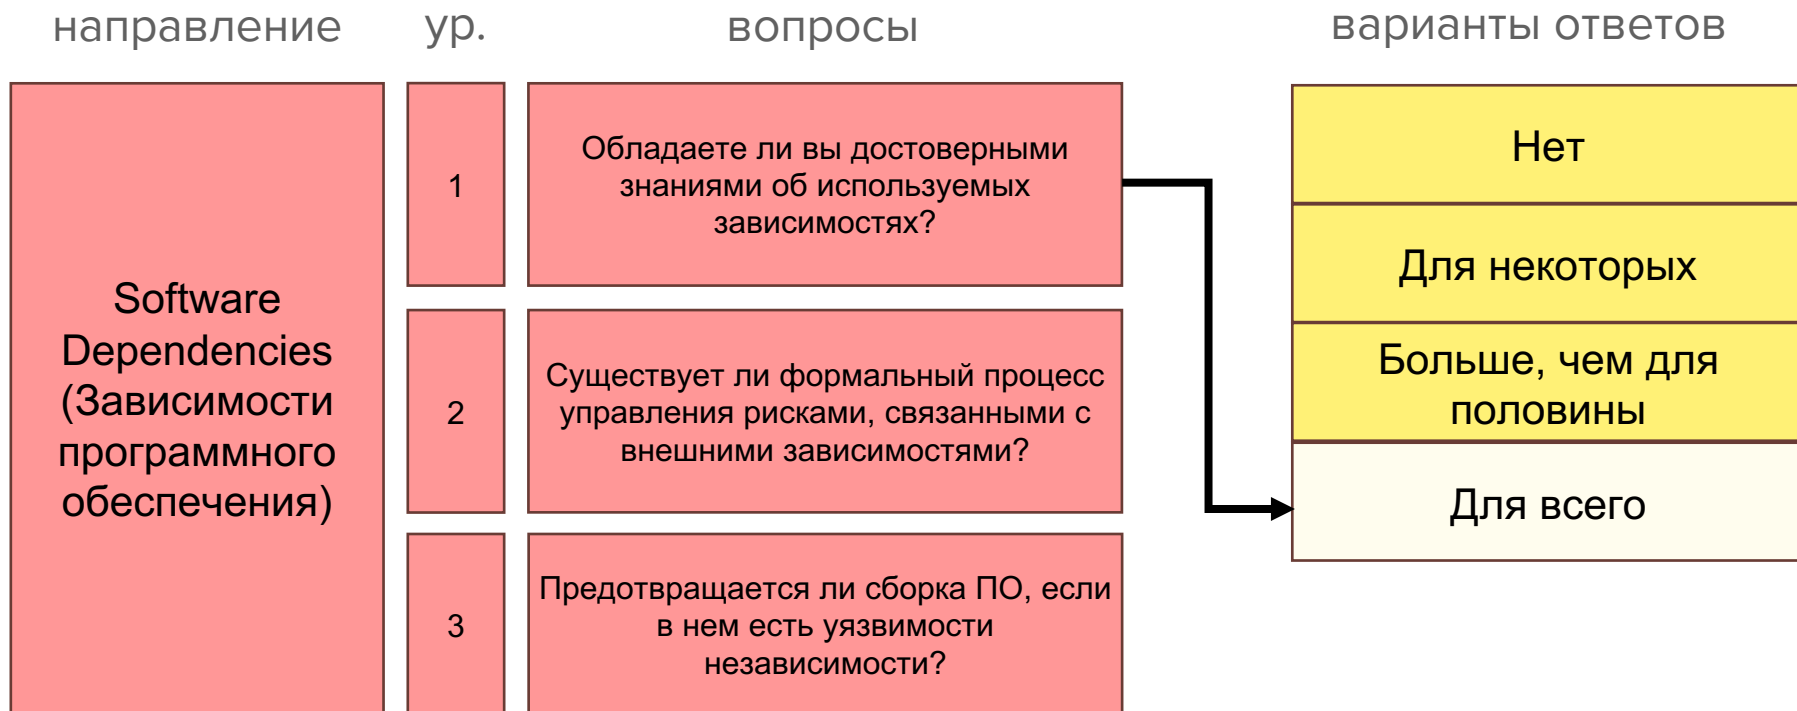 направление
ур.
вопросы
варианты ответов
Software
Dependencies
(Зависимости
программного
обеспечения)
1
Обладаете ли вы достоверными
знаниями об используемых
зависимостях?
2
Существует ли формальный процесс
управления рисками, связанными с
внешними зависимостями?
3
Предотвращается ли сборка ПО, если
в нем есть уязвимости
независимости?
Нет
Для некоторых
Больше, чем для
половины
Для всего